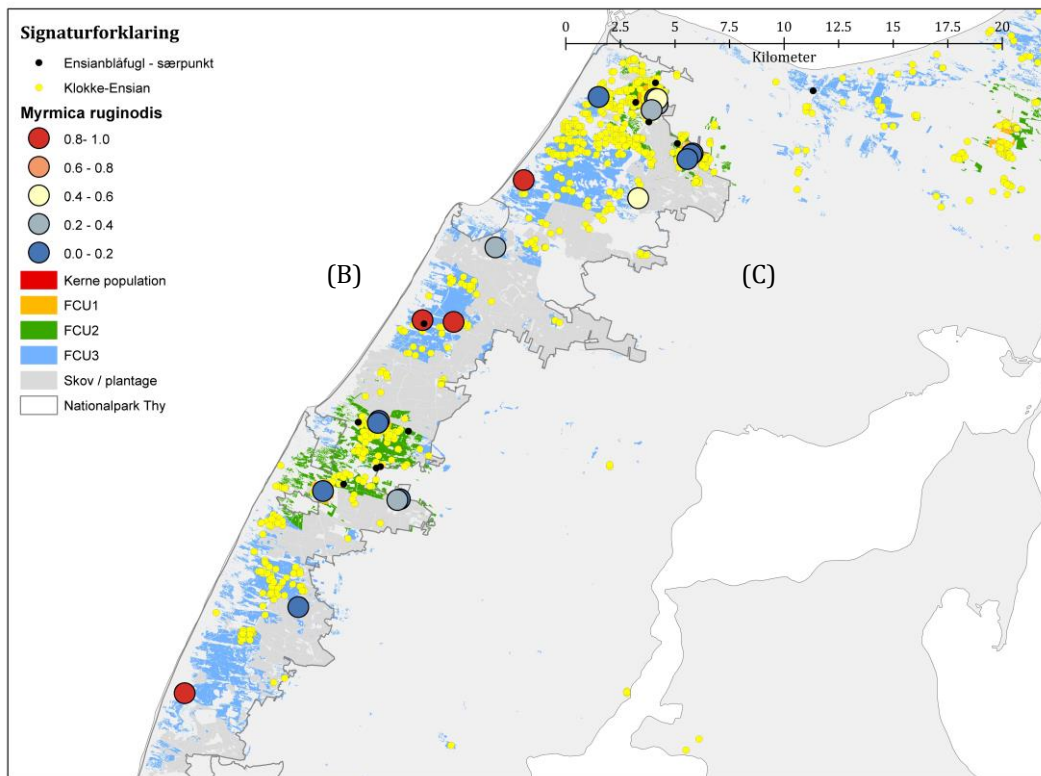 Signaturforklaring
Ensianblåfugl - særpunkt
Klokke-Ensian
Myrmica ruginodis
0.8- 1.0
0.6 - 0.8
0.4 - 0.6
0.2 - 0.4
0.0 - 0.2
Kerne population
FCU1
FCU2
FCU3
Skov / plantage
Nationalpark Thy
0 2.5 5 7.5 10 12.5 15 17.5 20
Kilometer
(B)
(C)